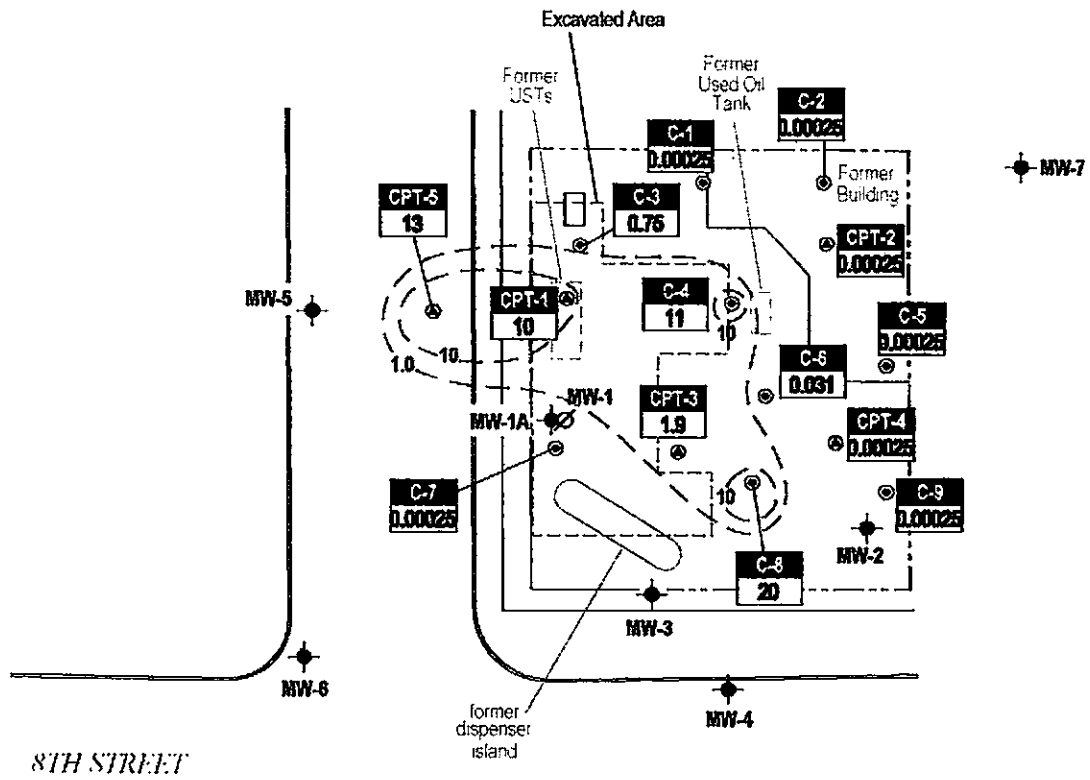 Excavated Area
Former
USTs
Former
Used Oil
Tank
C-2
0.00025
C-1
0.00025
Former
Building
MW-7
CPT-5
13
C-3
0.75
CPT-2
0.00025
MW-5
CPT-1
10
C-4
11
10
C-5
0.00025
1.0
10
C-6
0.031
MW-1
MW-1A
CPT-3
1.9
CPT-4
0.00025
C-7
0.00025
10
C-9
0.00025
MW-2
C-8
20
MW-3
MW-6
MW-4
former
dispenser
island
8TH STREET